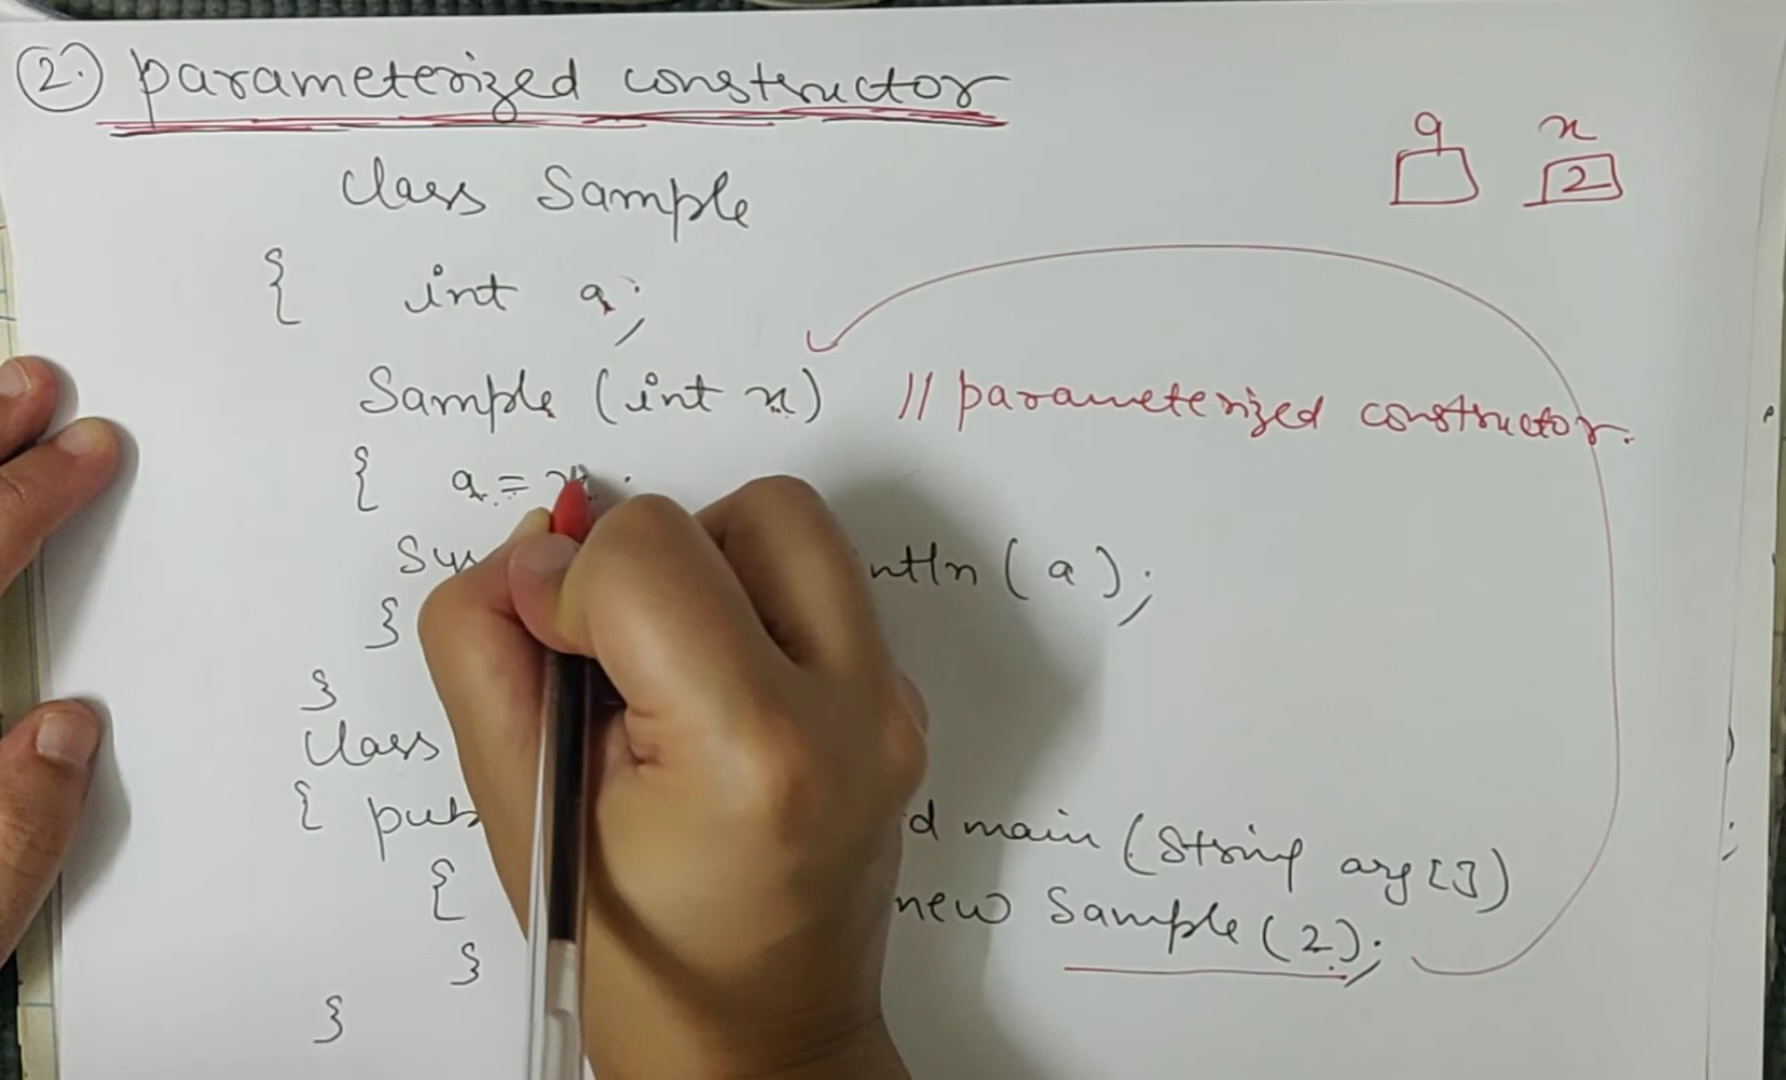 2. parameterized constructor
a x
2
class Sample
{ int a;
Sample (int x) // parameterized constructor.
{ a = x;
ntln (a);
}
}
class
{ pub d main (String arg[])
{ new Sample (2);
}
}